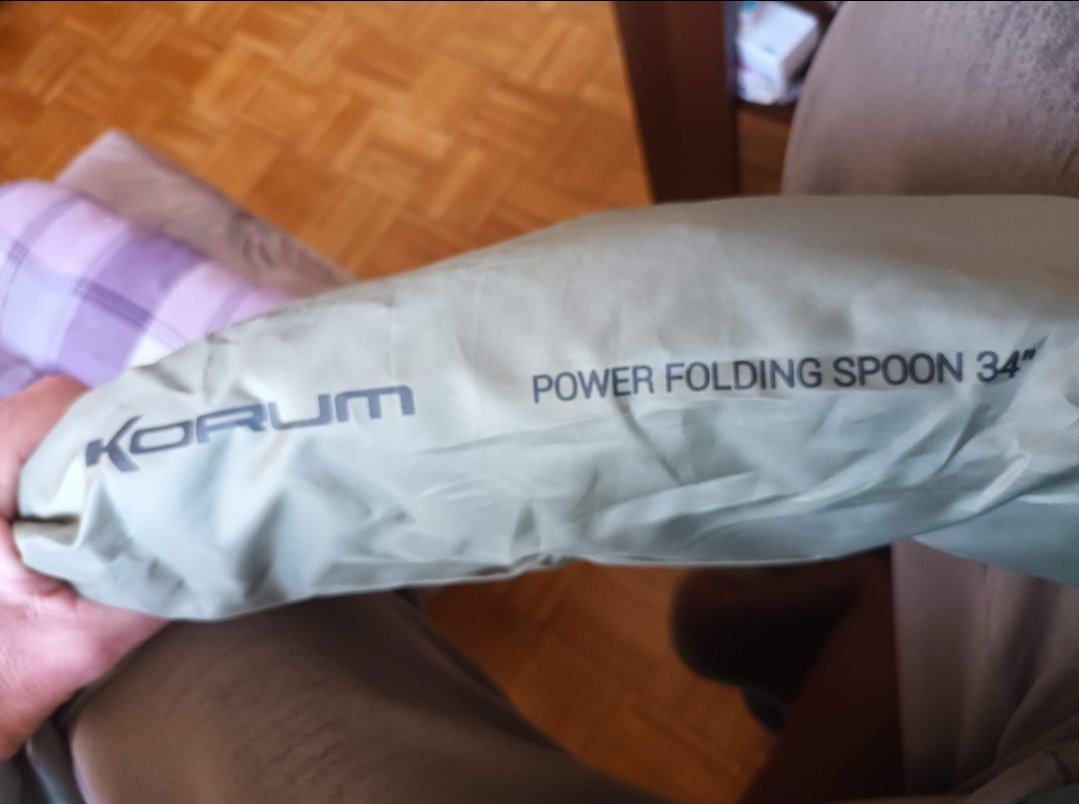 KORUM
POWER FOLDING SPOON 34"